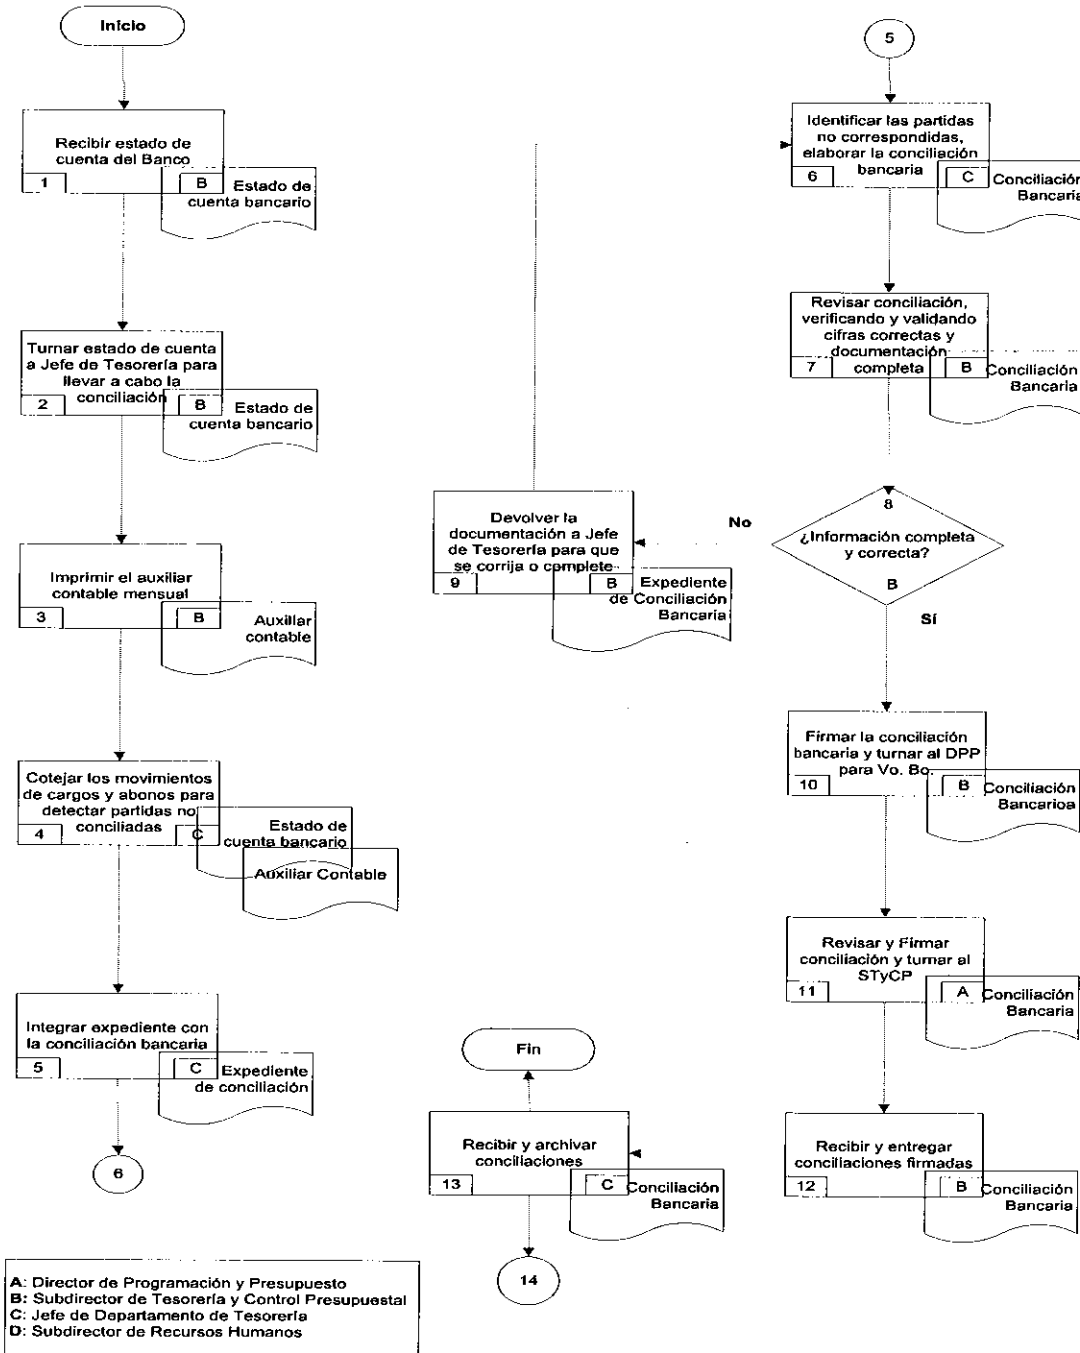 Inicio
Recibir estado de
cuenta del Banco
1
B
Estado de
cuenta bancario
Turnar estado de cuenta
a Jefe de Tesorería para
llevar a cabo la
conciliación
2
B
Estado de
cuenta bancario
Imprimir el auxiliar
contable mensual
3
B
Auxiliar
contable
Cotejar los movimientos
de cargos y abonos para
detectar partidas no
conciliadas
4
C
Estado de
cuenta bancario
Auxiliar Contable
Integrar expediente con
la conciliación bancaria
5
C
Expediente
de conciliación
6
5
Identificar las partidas
no correspondidas,
elaborar la conciliación
bancaria
6
C
Conciliación
Bancaria
Revisar conciliación,
verificando y validando
cifras correctas y
documentación
completa
7
B
Conciliación
Bancaria
8
¿Información completa
y correcta?
B
No
Sí
Devolver la
documentación a Jefe
de Tesorería para que
se corrija o complete
9
B
Expediente
de Conciliación
Bancaria
Firmar la conciliación
bancaria y turnar al DPP
para Vo. Bo.
10
B
Conciliación
Bancarioa
Revisar y Firmar
conciliación y turnar al
STyCP
11
A
Conciliación
Bancaria
Recibir y entregar
conciliaciones firmadas
12
B
Conciliación
Bancaria
Fin
Recibir y archivar
conciliaciones
13
C
Conciliación
Bancaria
14
A: Director de Programación y Presupuesto
B: Subdirector de Tesorería y Control Presupuestal
C: Jefe de Departamento de Tesorería
D: Subdirector de Recursos Humanos